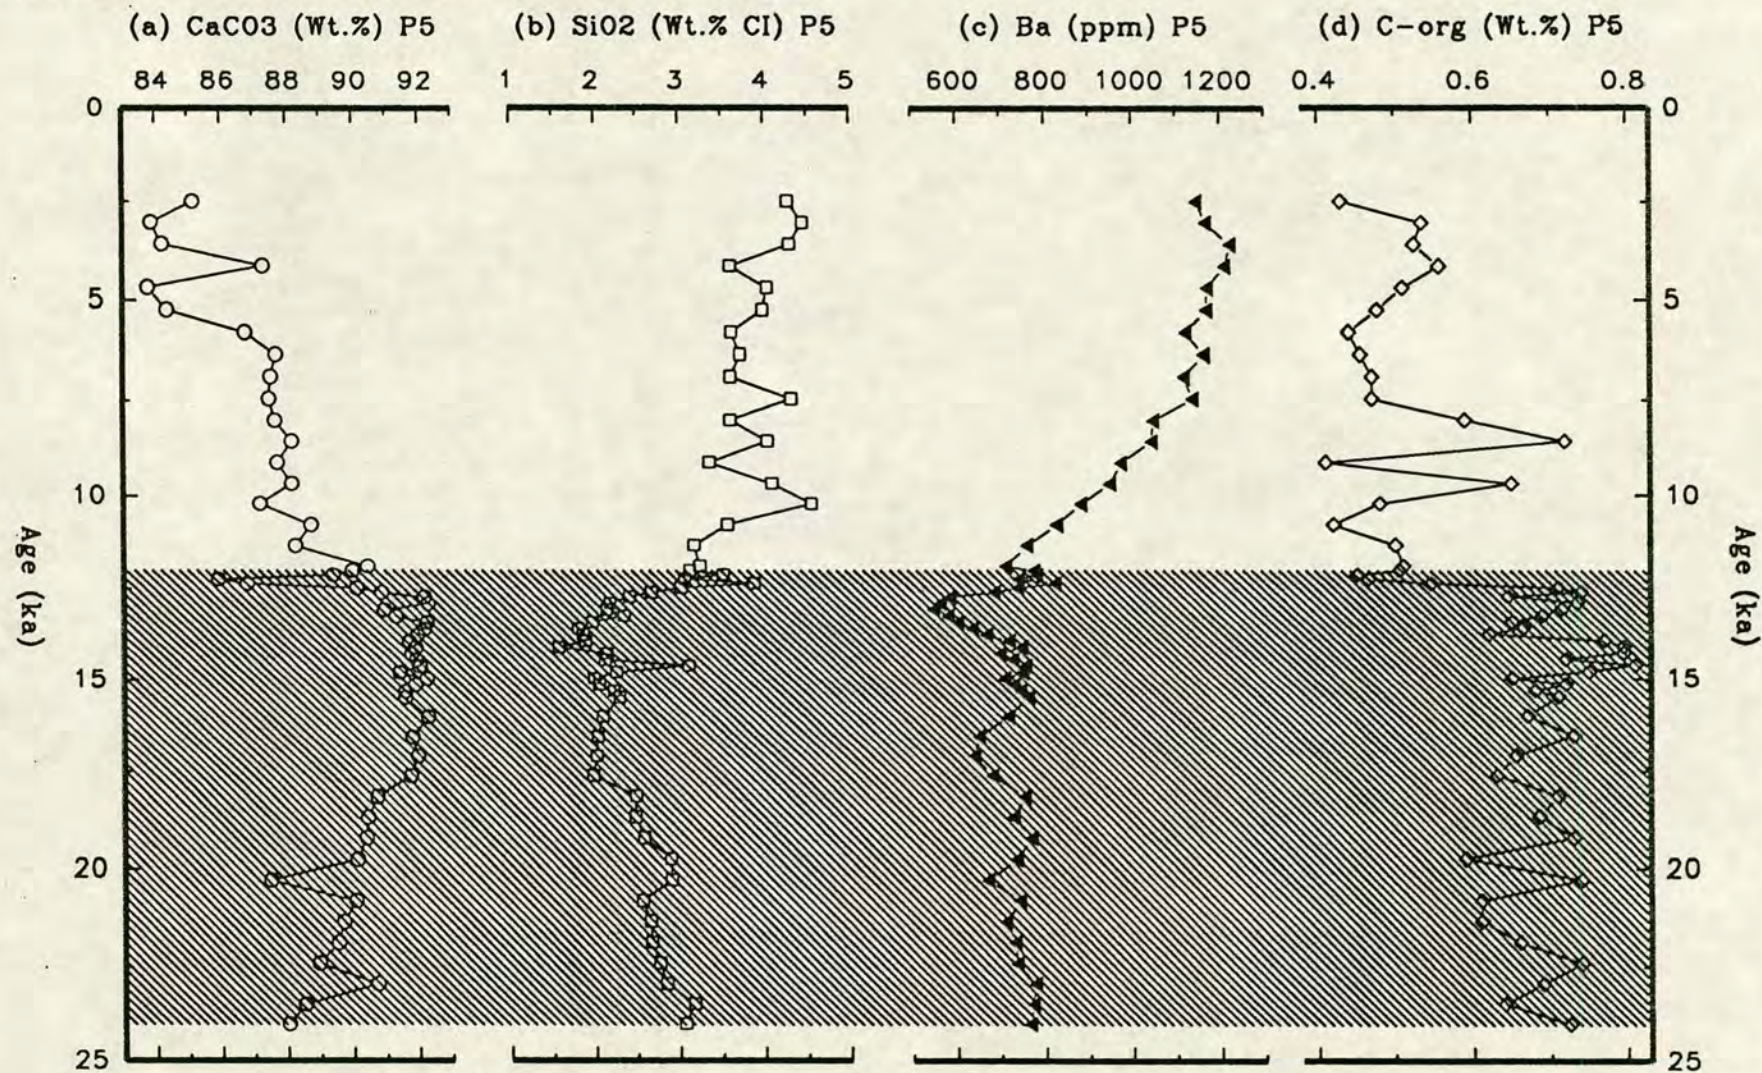 (a) CaCO3 (Wt.%) P5 (b) SiO2 (Wt.% CI) P5 (c) Ba (ppm) P5 (d) C-org (Wt.%) P5
84 86 88 90 92 1 2 3 4 5 600 800 1000 1200 0.4 0.6 0.8
0 0
5 5
10 10
Age (ka) Age (ka)
15 15
20 20
25 25